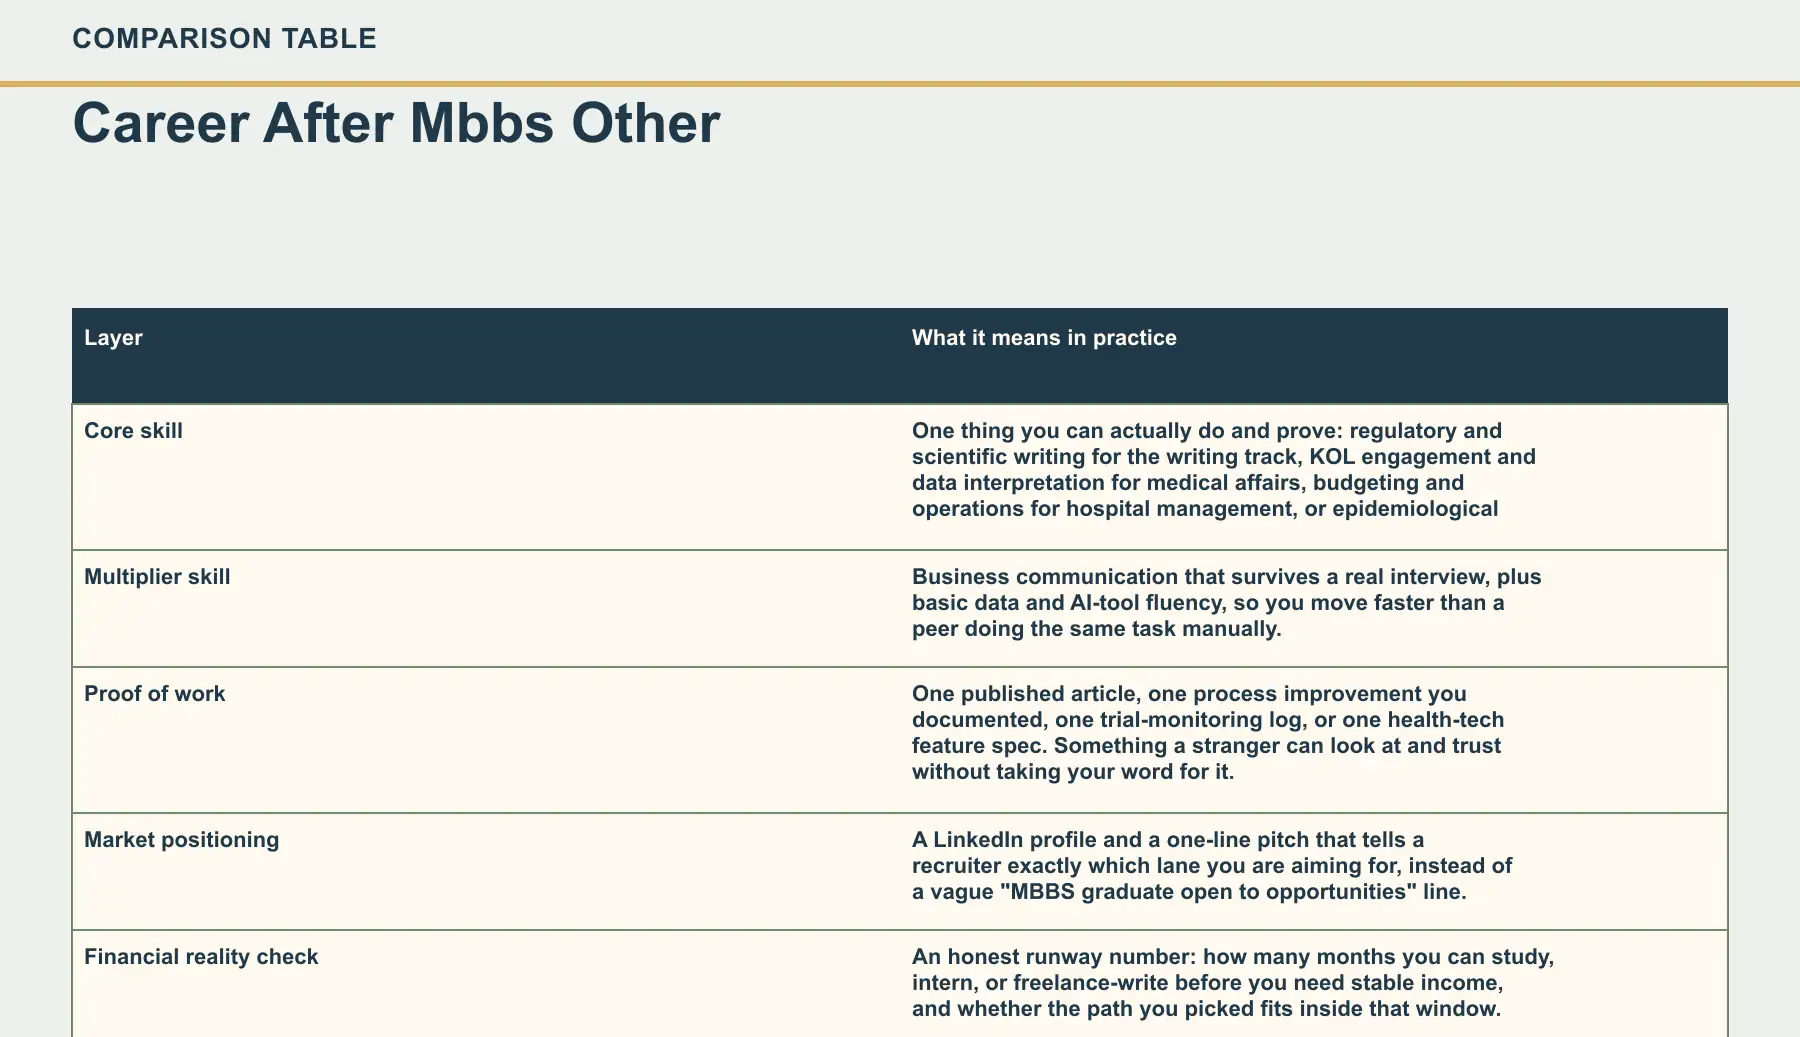 COMPARISON TABLE
Career After Mbbs Other
Layer
What it means in practice
Core skill
One thing you can actually do and prove: regulatory and
scientific writing for the writing track, KOL engagement and
data interpretation for medical affairs, budgeting and
operations for hospital management, or epidemiological
Multiplier skill
Business communication that survives a real interview, plus
basic data and AI-tool fluency, so you move faster than a
peer doing the same task manually.
Proof of work
One published article, one process improvement you
documented, one trial-monitoring log, or one health-tech
feature spec. Something a stranger can look at and trust
without taking your word for it.
Market positioning
A LinkedIn profile and a one-line pitch that tells a
recruiter exactly which lane you are aiming for, instead of
a vague "MBBS graduate open to opportunities" line.
Financial reality check
An honest runway number: how many months you can study,
intern, or freelance-write before you need stable income,
and whether the path you picked fits inside that window.